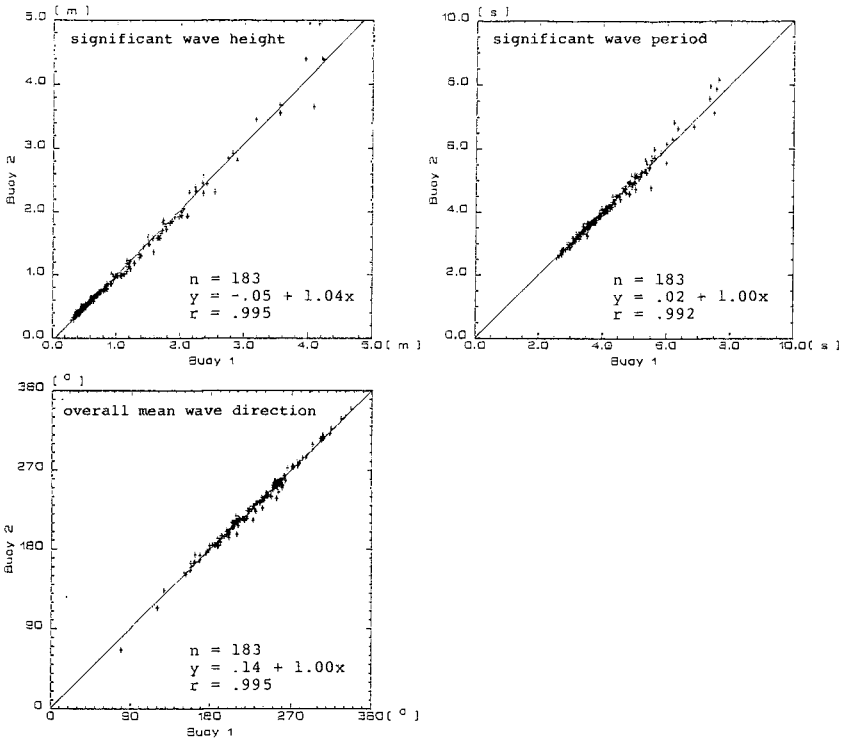 [ m ]
5.0
significant wave height
4.0
3.0
Buoy 2
2.0
1.0
n = 183
y = -.05 + 1.04x
r = .995
0.0
0.0 1.0 2.0 3.0 4.0 5.0 [ m ]
Buoy 1
[ s ]
10.0
significant wave period
8.0
6.0
Buoy 2
4.0
2.0
n = 183
y = .02 + 1.00x
r = .992
0.0
0.0 2.0 4.0 6.0 8.0 10.0 [ s ]
Buoy 1
[ o ]
360
overall mean wave direction
270
Buoy 2
180
90
n = 183
y = .14 + 1.00x
r = .995
0
0 90 180 270 360 [ o ]
Buoy 1